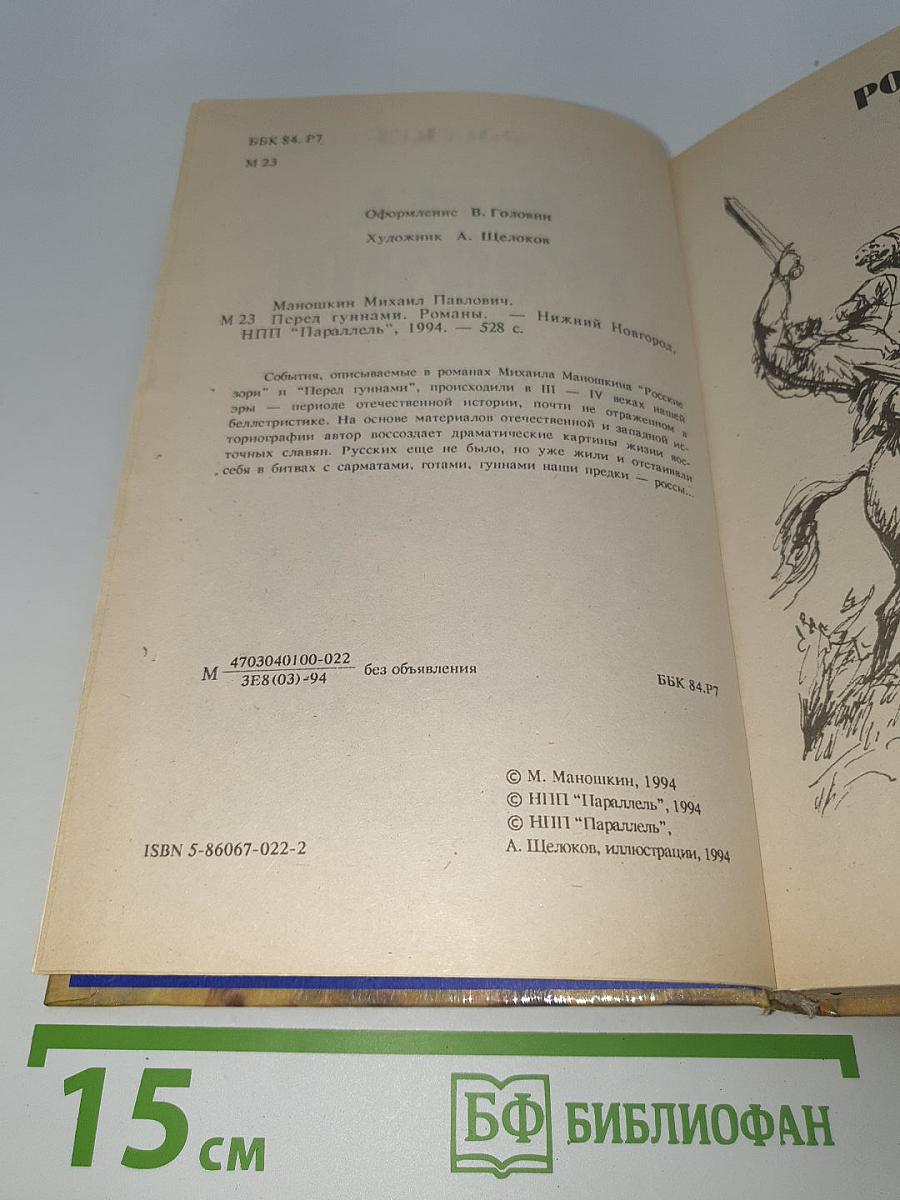 ББК 84. Р7
М 23
Оформление В. Головин
Художник А. Щелоков
Маношкин Михаил Павлович.
М 23 Перед гуннами. Романы. — Нижний Новгород,
НПП "Параллель", 1994. — 528 с.
События, описываемые в романах Михаила Маношкина "Росские
зори" и "Перед гуннами", происходили в III — IV веках нашей
эры — периоде отечественной истории, почти не отраженном в
беллетристике. На основе материалов отечественной и западной ис-
ториографии автор воссоздает драматические картины жизни вос-
точных славян. Русских еще не было, но уже жили и отстаивали
себя в битвах с сарматами, готами, гуннами наши предки — россы...
М 4703040100-022
3Е8(03)-94
без объявления
ББК 84.Р7
© М. Маношкин, 1994
© НПП "Параллель", 1994
© НПП "Параллель",
А. Щелоков, иллюстрации, 1994
ISBN 5-86067-022-2
РО
15 см
БФ БИБЛИОФАН